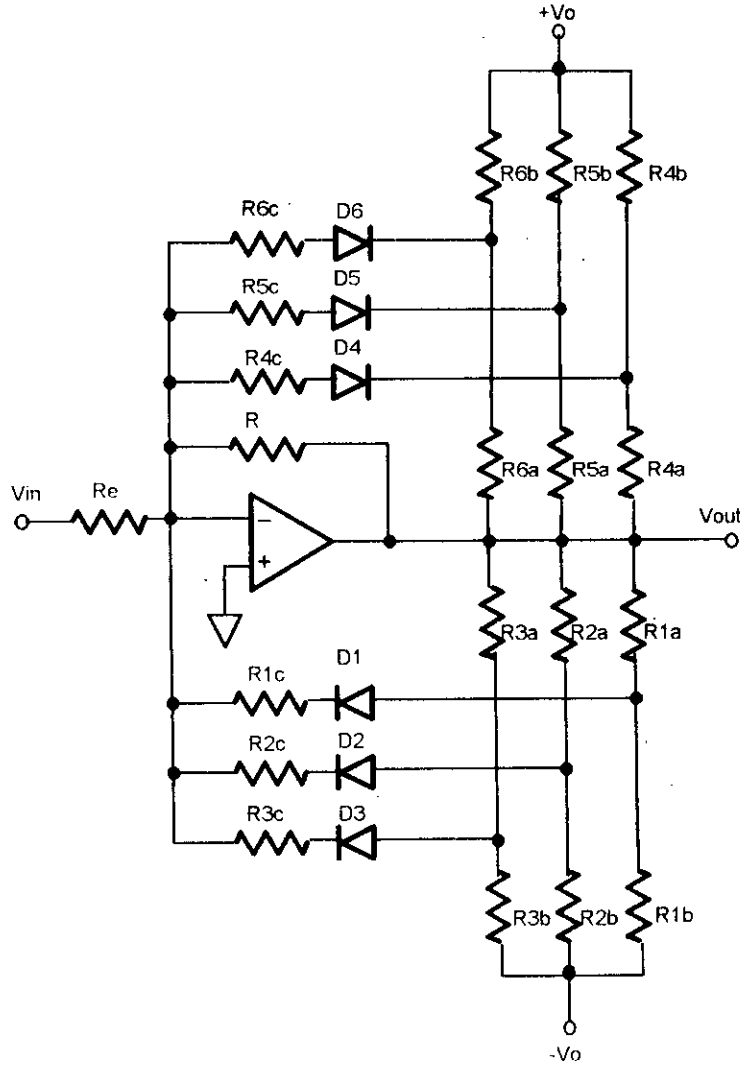 +Vo
R6b
R5b
R4b
R6c
D6
R5c
D5
R4c
D4
R
R6a
R5a
R4a
Vin
Re
−
+
Vout
R3a
R2a
R1a
R1c
D1
R2c
D2
R3c
D3
R3b
R2b
R1b
-Vo